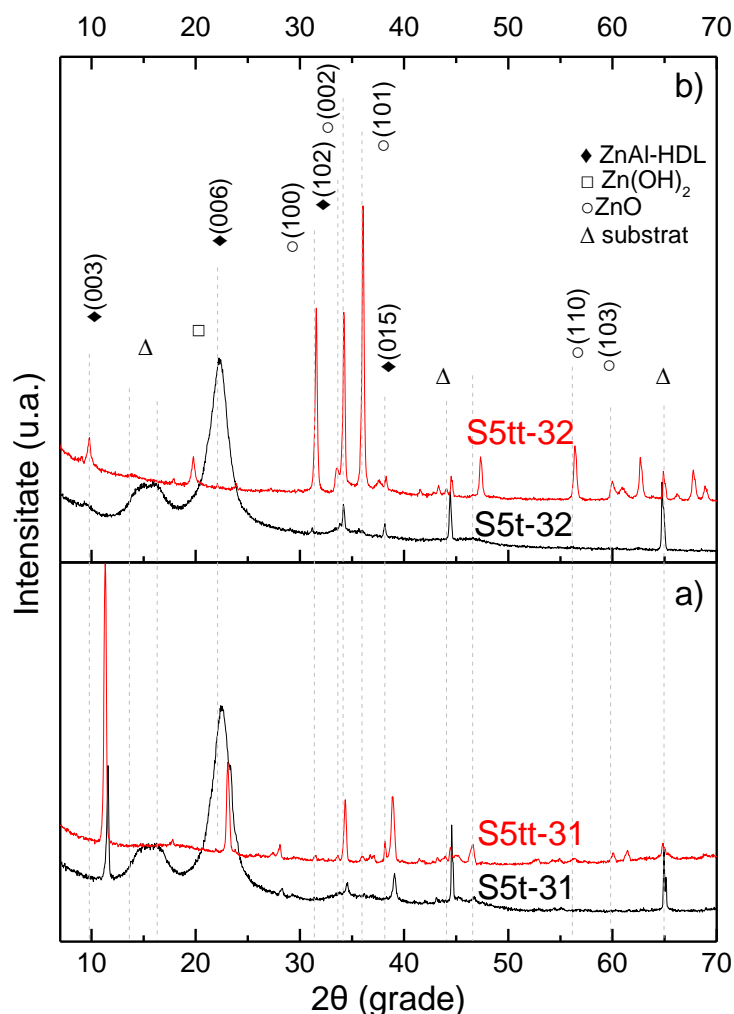 10 20 30 40 50 60 70
b)
○(002)
○(101)
♦(102)
♦ ZnAl-HDL
□ Zn(OH)₂
○ZnO
Δ substrat
♦(006)
○(100)
♦(003)
♦(015)
○(110)
○(103)
Δ
□
Δ
Δ
S5tt-32
S5t-32
Intensitate (u.a.)
a)
S5tt-31
S5t-31
10 20 30 40 50 60 70
2θ (grade)